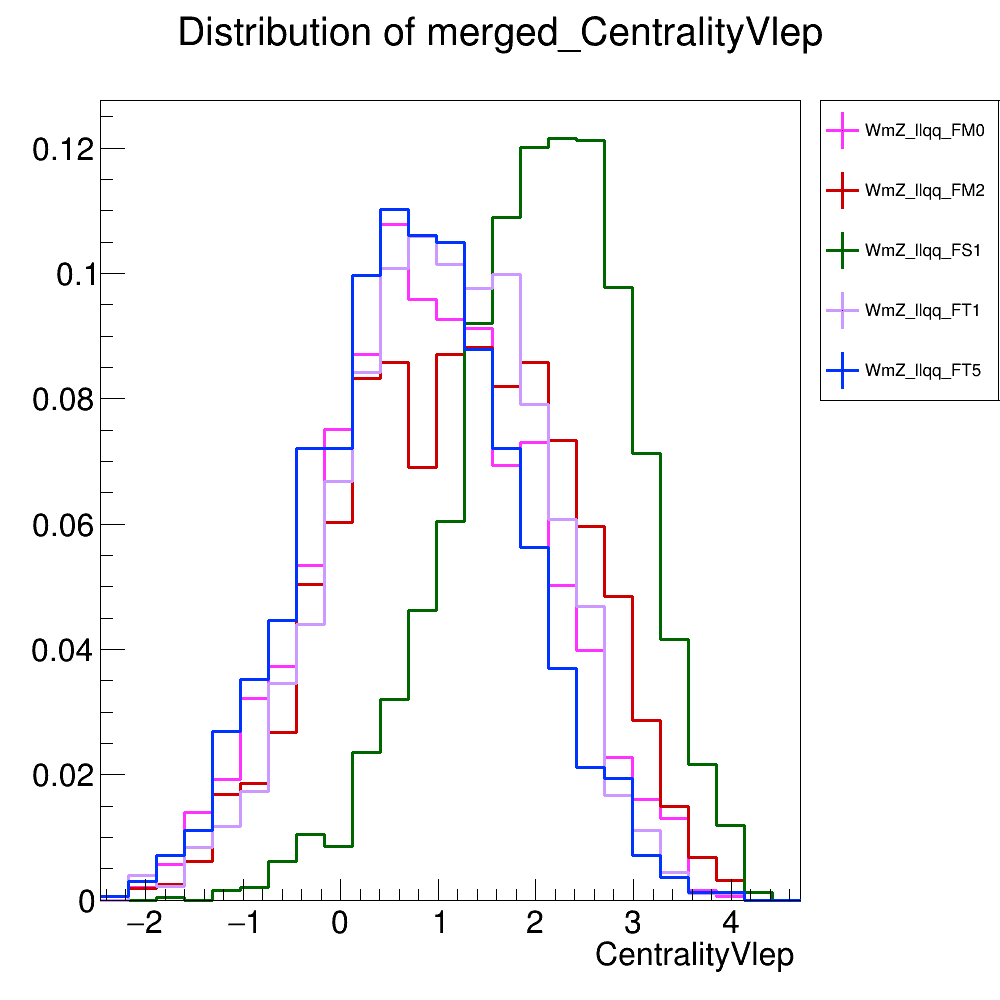 Distribution of merged_CentralityVlep
0.12
0.1
0.08
0.06
0.04
0.02
0
−2 −1 0 1 2 3 4
CentralityVlep
WmZ_llqq_FM0
WmZ_llqq_FM2
WmZ_llqq_FS1
WmZ_llqq_FT1
WmZ_llqq_FT5